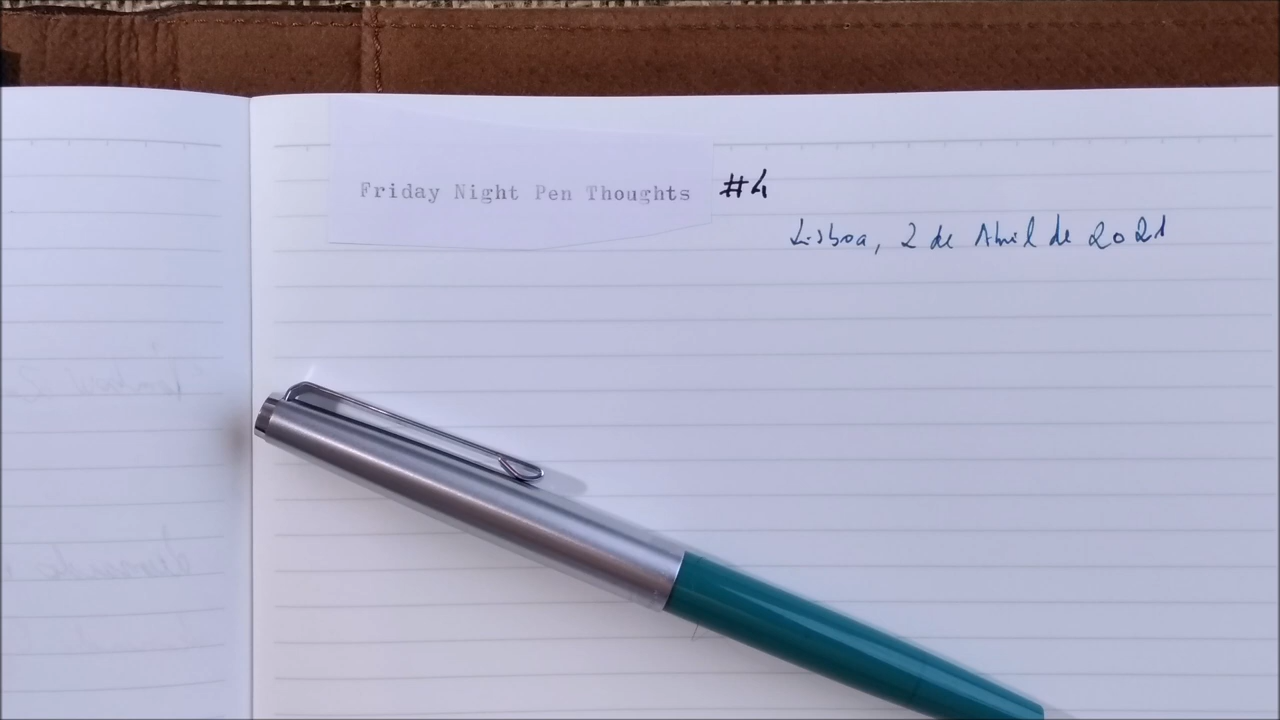 Friday Night Pen Thoughts #4
Lisboa, 2 de Abril de 2021